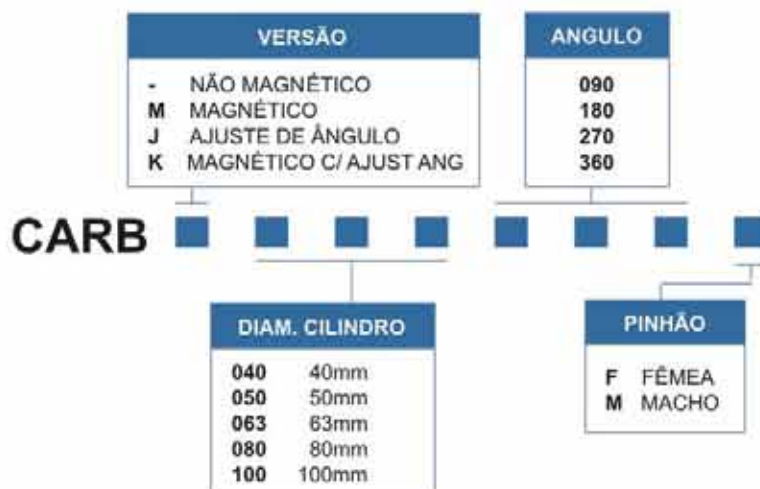 VERSÃO
- NÃO MAGNÉTICO
M MAGNÉTICO
J AJUSTE DE ÂNGULO
K MAGNÉTICO C/ AJUST ANG
ANGULO
090
180
270
360
CARB
DIAM. CILINDRO
040 40mm
050 50mm
063 63mm
080 80mm
100 100mm
PINHÃO
F FÊMEA
M MACHO